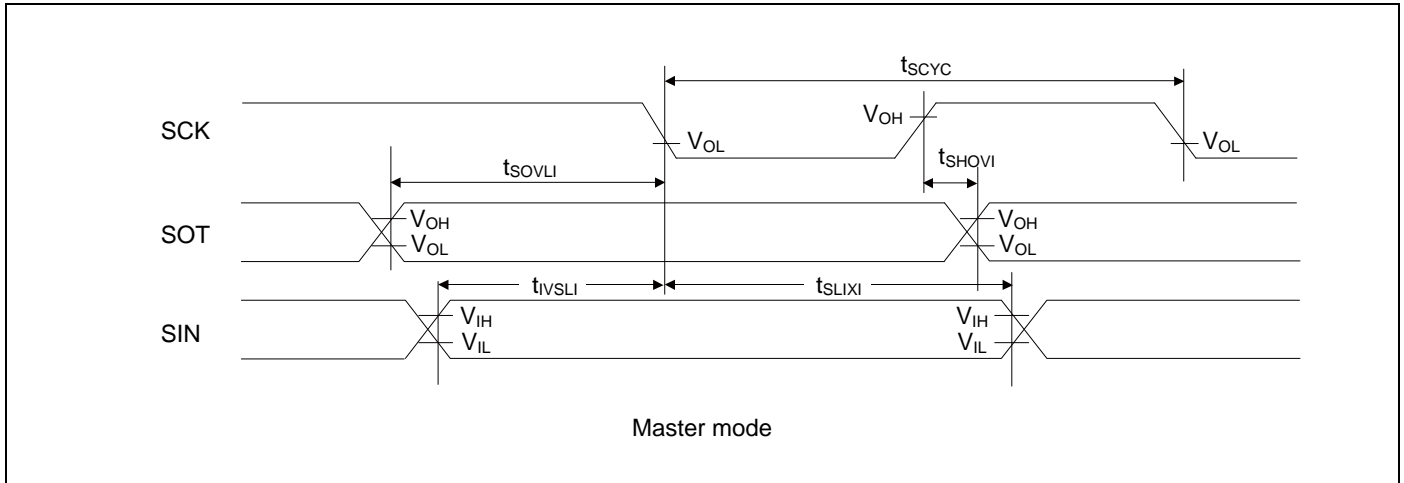 tSCYC
SCK
VOH
VOL
VOL
tSHOVI
tSOVLI
SOT
VOH
VOH
VOL
VOL
tIVSLI
tSLIXI
SIN
VIH
VIH
VIL
VIL
Master mode